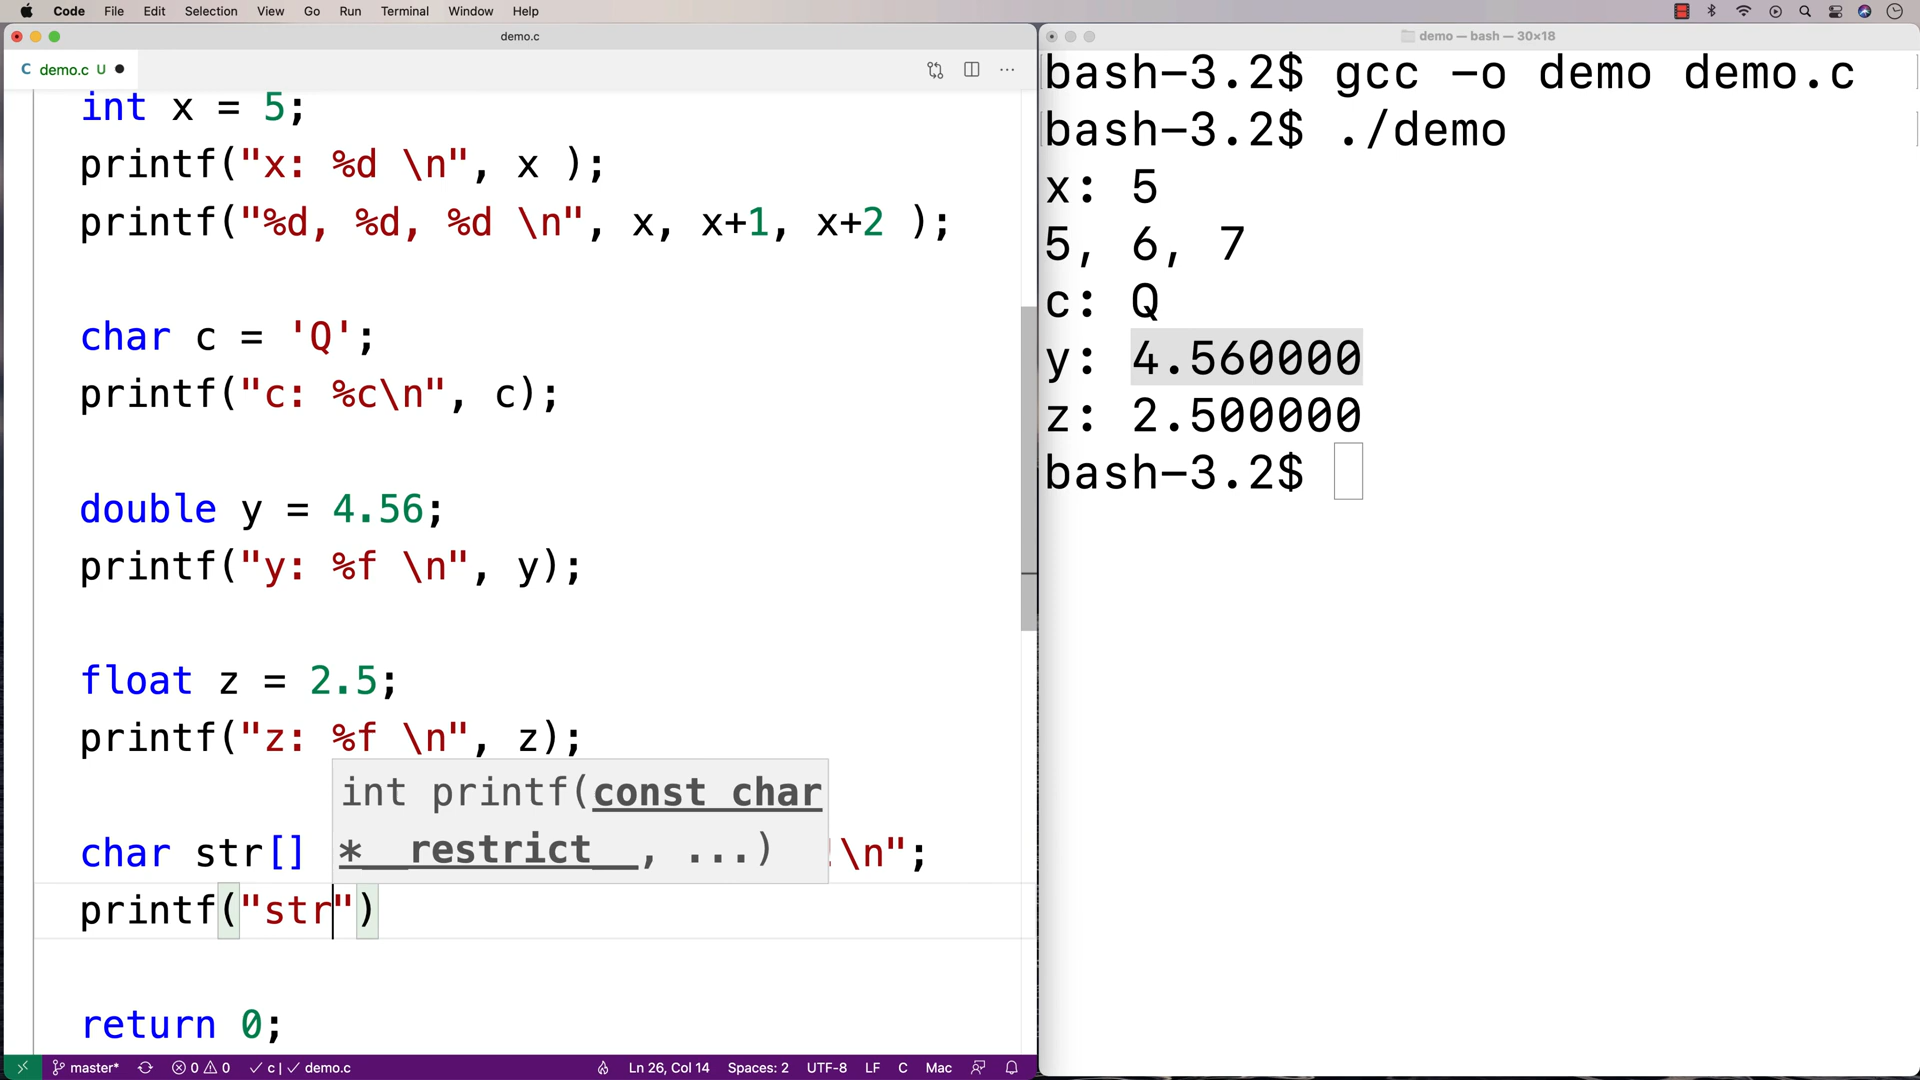 Code File Edit Selection View Go Run Terminal Window Help
demo.c
C demo.c U
int x = 5;
printf("x: %d \n", x );
printf("%d, %d, %d \n", x, x+1, x+2 );
char c = 'Q';
printf("c: %c\n", c);
double y = 4.56;
printf("y: %f \n", y);
float z = 2.5;
printf("z: %f \n", z);
int printf(const char
*__restrict__, ...)
char str[] \n";
printf("str")
return 0;
master* 0 0 c | demo.c Ln 26, Col 14 Spaces: 2 UTF-8 LF C Mac
demo — bash — 30×18
bash-3.2$ gcc -o demo demo.c
bash-3.2$ ./demo
x: 5
5, 6, 7
c: Q
y: 4.560000
z: 2.500000
bash-3.2$